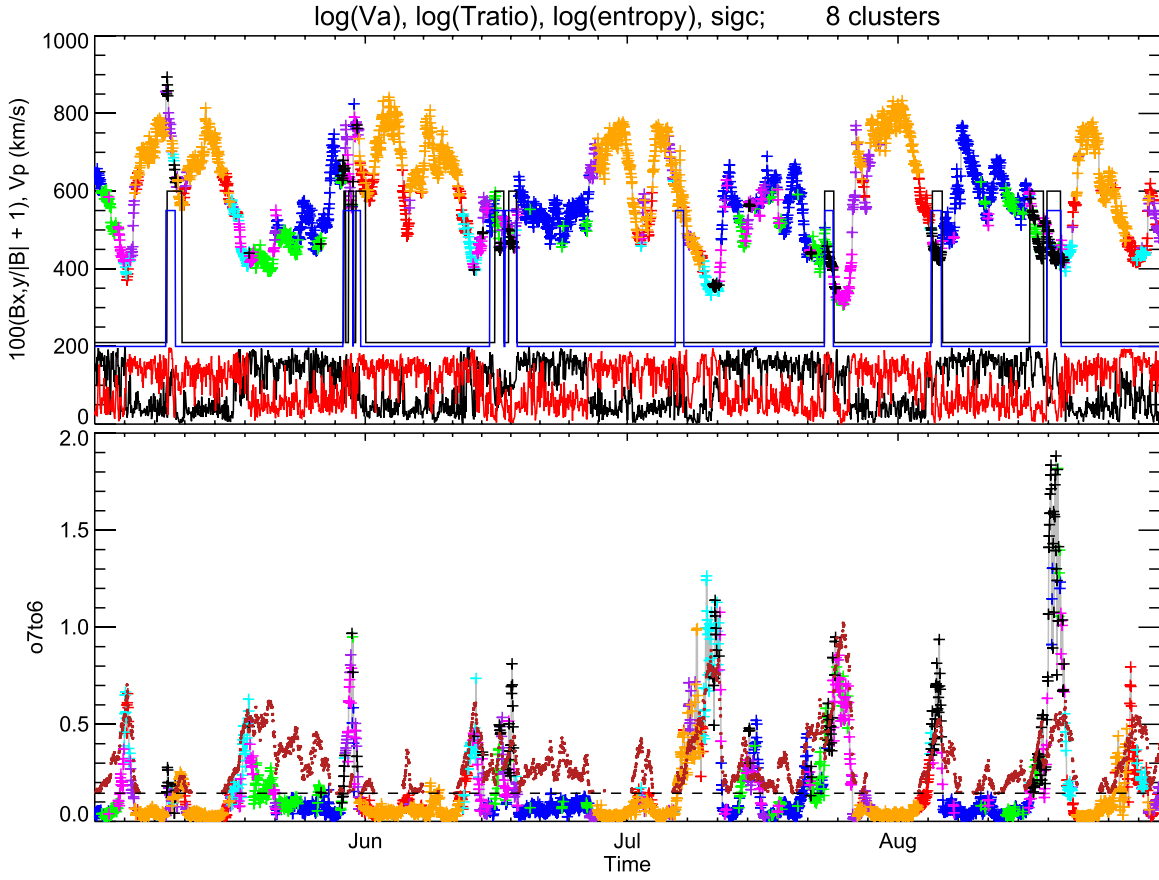 log(Va), log(Tratio), log(entropy), sigc; 8 clusters
100(Bx,y/|B| + 1), Vp (km/s)
1000
800
600
400
200
0
o7to6
2.0
1.5
1.0
0.5
0.0
Jun Jul Aug
Time